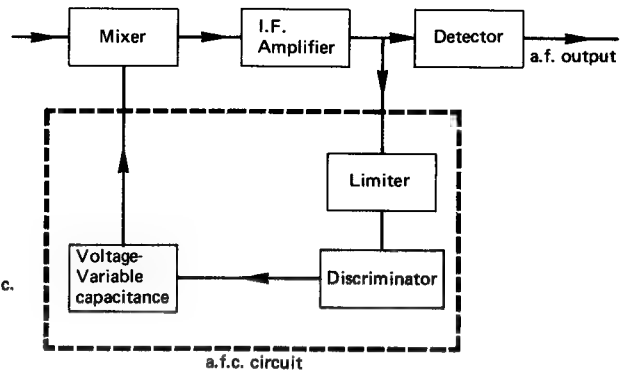 Mixer
I.F.
Amplifier
Detector
a.f. output
Limiter
Voltage-
Variable
capacitance
Discriminator
c.
a.f.c. circuit